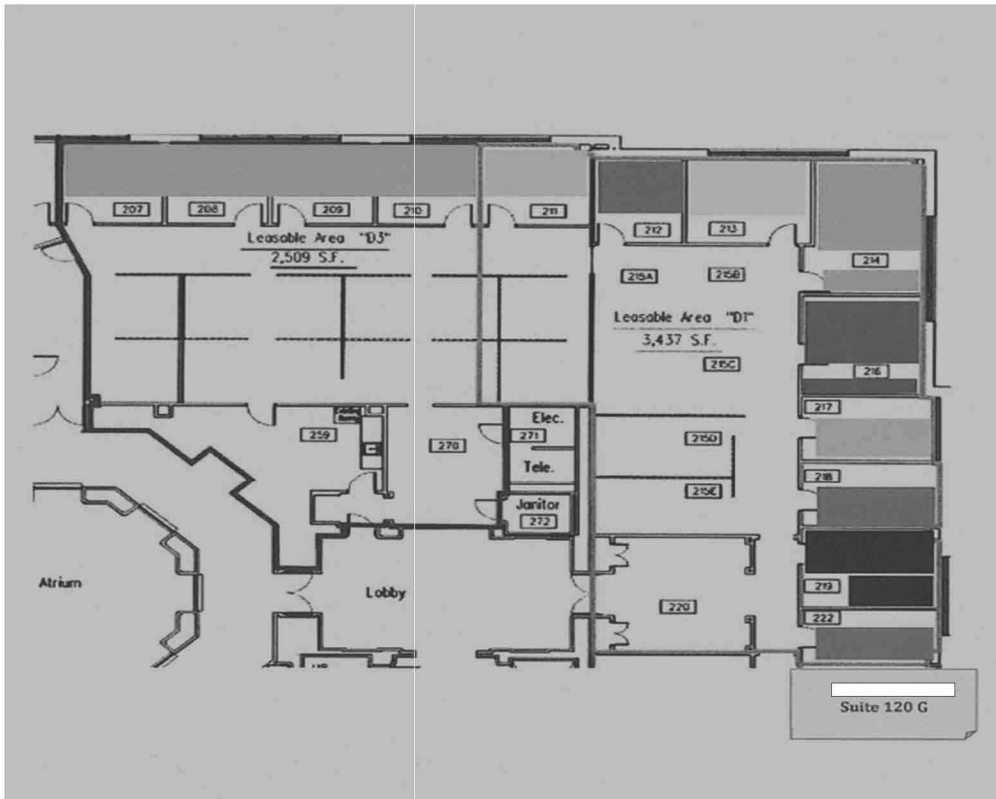 207 208 209 210 211
Leasable Area "D3"
2,509 S.F.
212 213
214
215A 215B
Leasable Area "D1"
3,437 S.F.
215C
216
217
259
270
Elec.
271
Tele.
Janitor
272
215D
215E
218
219
220
222
Atrium
Lobby
Suite 120 G